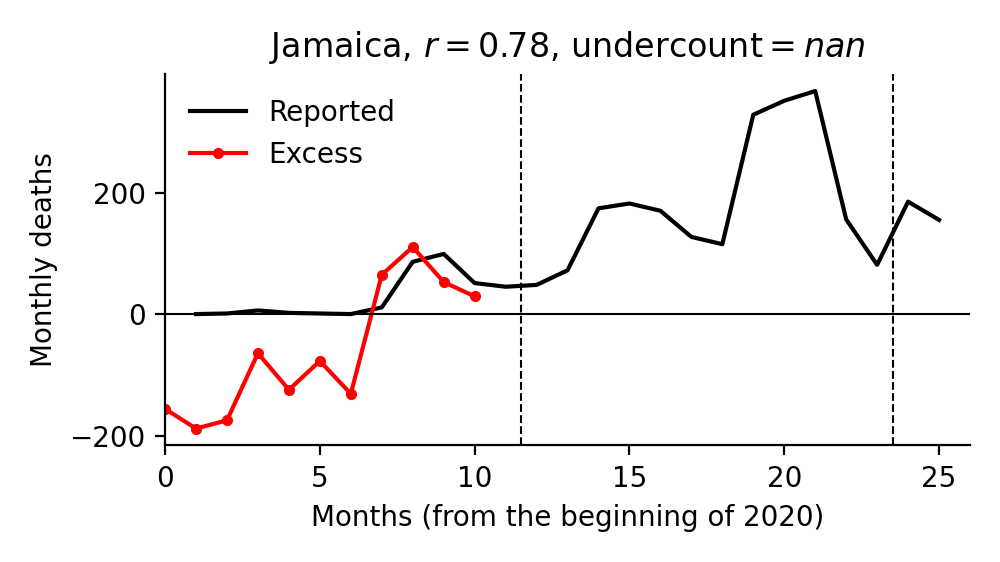 Jamaica, r = 0.78, undercount = nan
Reported
Excess
Monthly deaths
200
0
−200
0 5 10 15 20 25
Months (from the beginning of 2020)